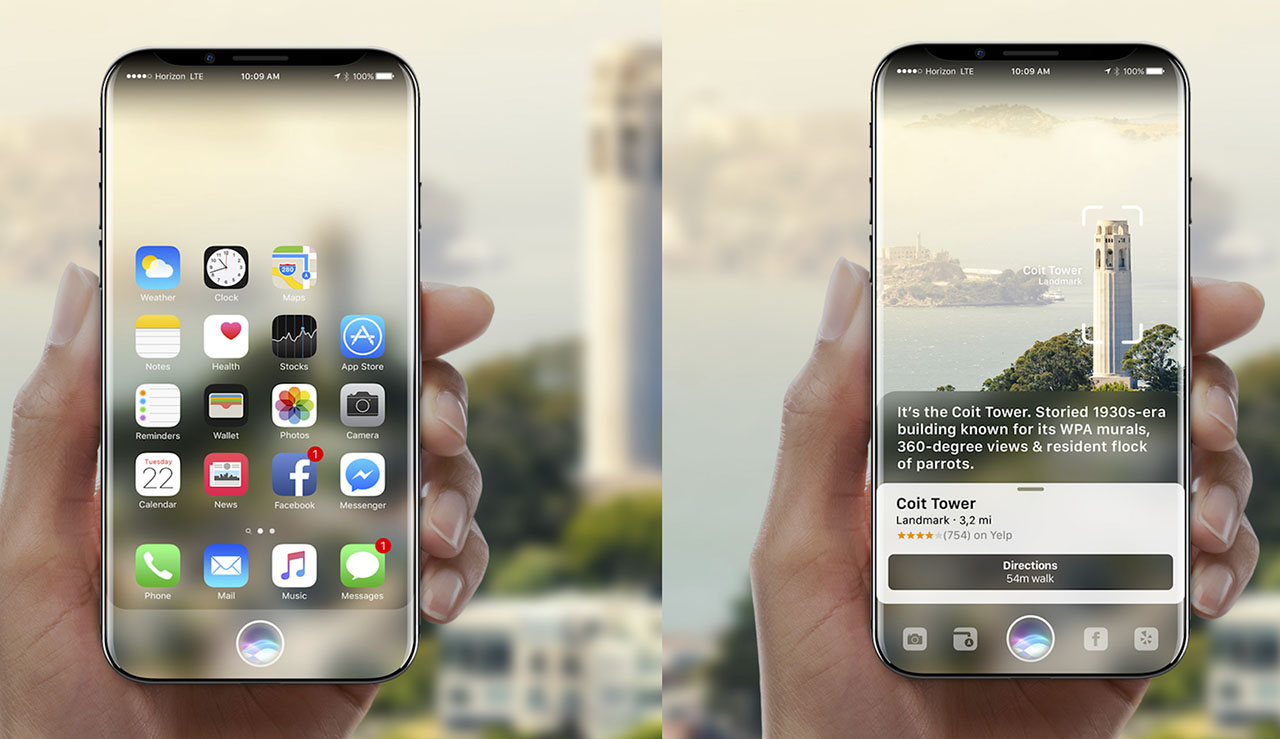 Horizon LTE 10:09 AM 100%
Weather Clock Maps
280
Notes Health Stocks App Store
Reminders Wallet Photos Camera
Tuesday 1
22
Calendar News Facebook Messenger
1
Phone Mail Music Messages
Horizon LTE 10:09 AM 100%
Coit Tower
Landmark
It's the Coit Tower. Storied 1930s-era
building known for its WPA murals,
360-degree views & resident flock
of parrots.
Coit Tower
Landmark · 3,2 mi
(754) on Yelp
Directions
54m walk